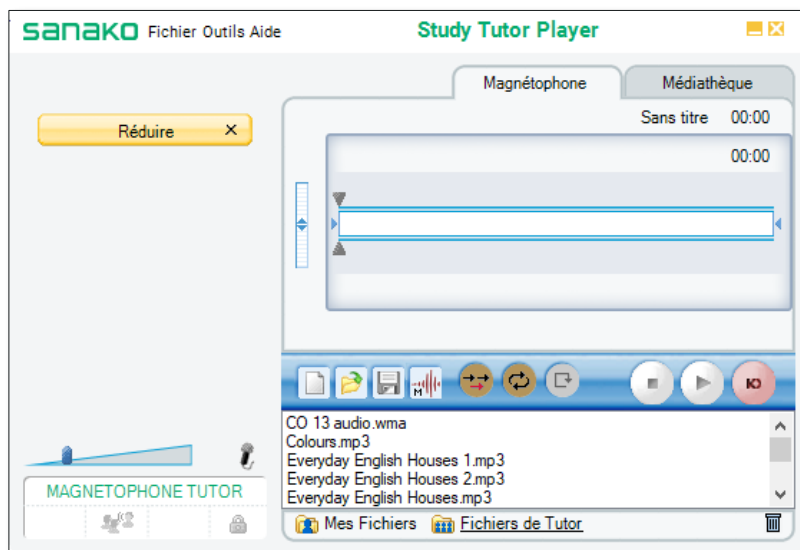 sanako Fichier Outils Aide Study Tutor Player
Magnétophone Médiathèque
Réduire ×
Sans titre 00:00
00:00
M
CO 13 audio.wma
Colours.mp3
Everyday English Houses 1.mp3
Everyday English Houses 2.mp3
Everyday English Houses.mp3
MAGNETOPHONE TUTOR
Mes Fichiers Fichiers de Tutor